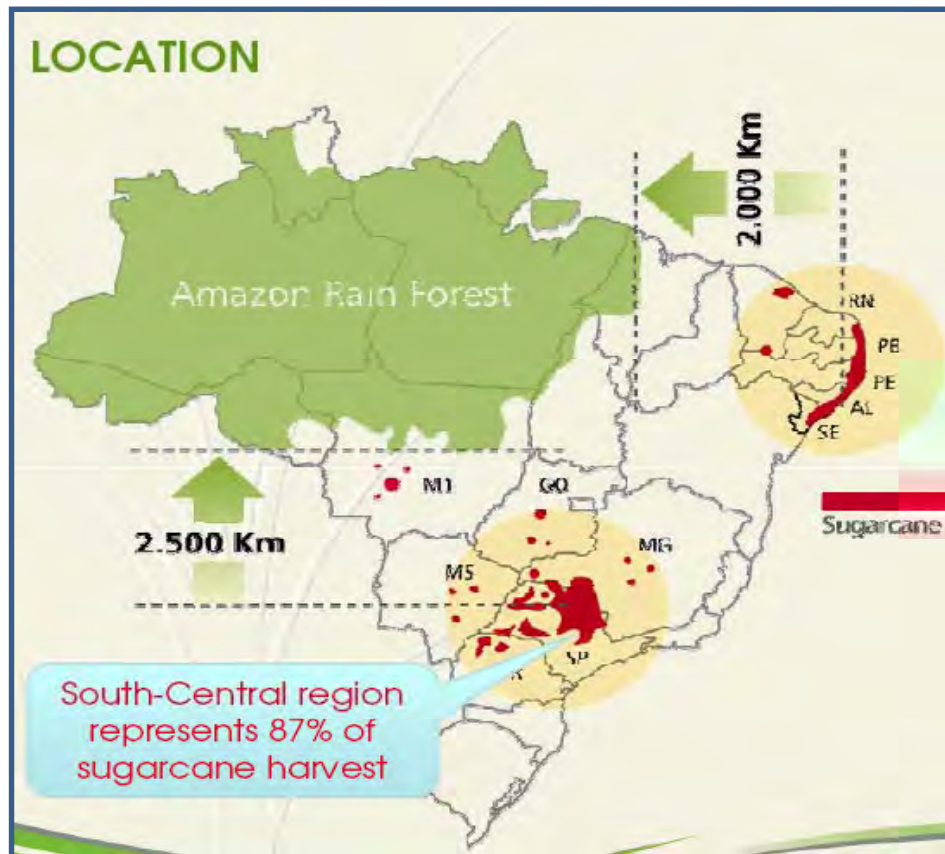 LOCATION
2.000 Km
Amazon Rain Forest
RN
PB
PE
AL
SE
Sugarcane
MT
GO
2.500 Km
MG
MS
SP
South-Central region
represents 87% of
sugarcane harvest